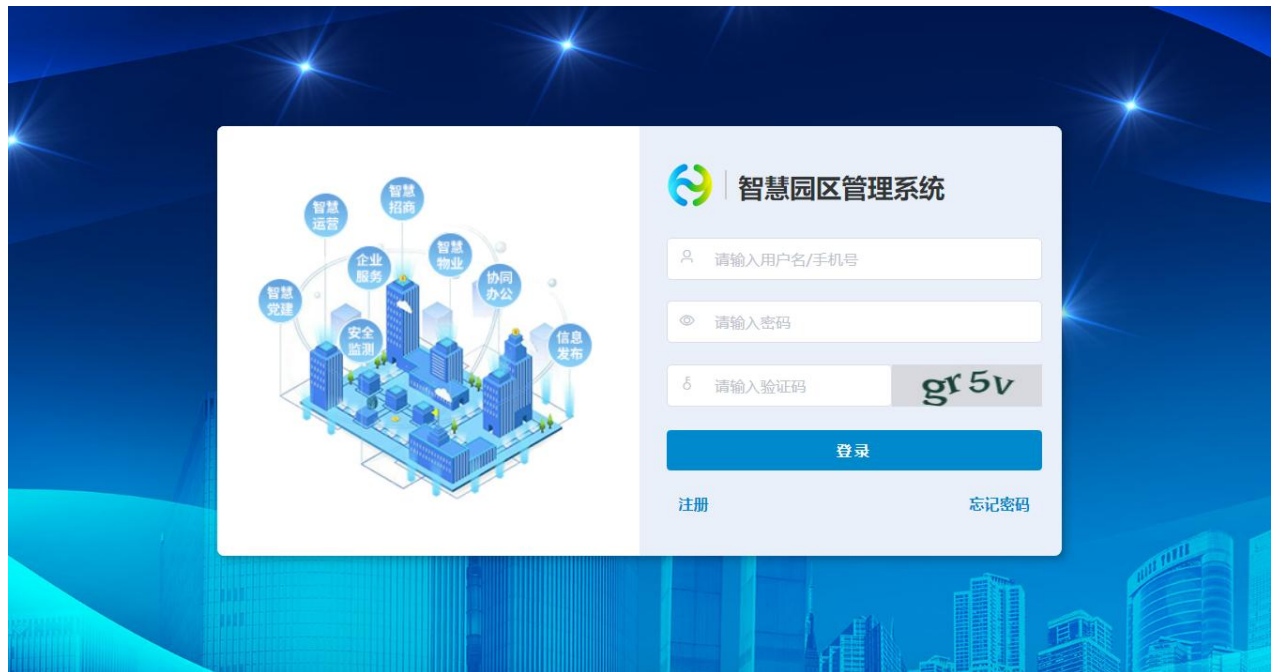 智慧
运营
智慧
招商
企业
服务
智慧
物业
协同
办公
智慧
党建
安全
监测
信息
发布
智慧园区管理系统
请输入用户名/手机号
请输入密码
请输入验证码
gr5v
登录
注册
忘记密码